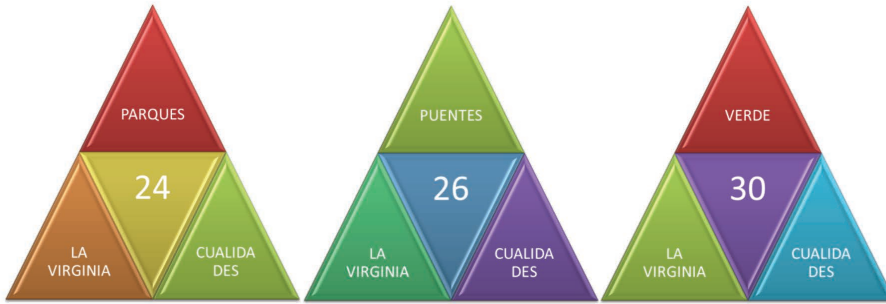 PARQUES
24
LA
VIRGINIA
CUALIDA
DES
PUENTES
26
LA
VIRGINIA
CUALIDA
DES
VERDE
30
LA
VIRGINIA
CUALIDA
DES